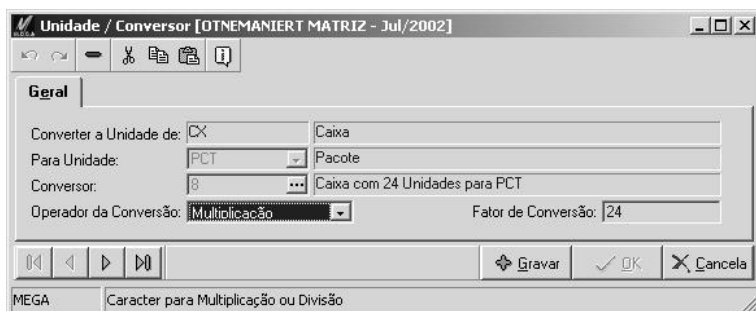 Unidade / Conversor [OTNEMANIERT MATRIZ - Jul/2002]
Geral
Converter a Unidade de: CX Caixa
Para Unidade: PCT Pacote
Conversor: 8 ... Caixa com 24 Unidades para PCT
Operador da Conversão: Multiplicação Fator de Conversão: 24
Gravar OK Cancela
MEGA Caracter para Multiplicação ou Divisão